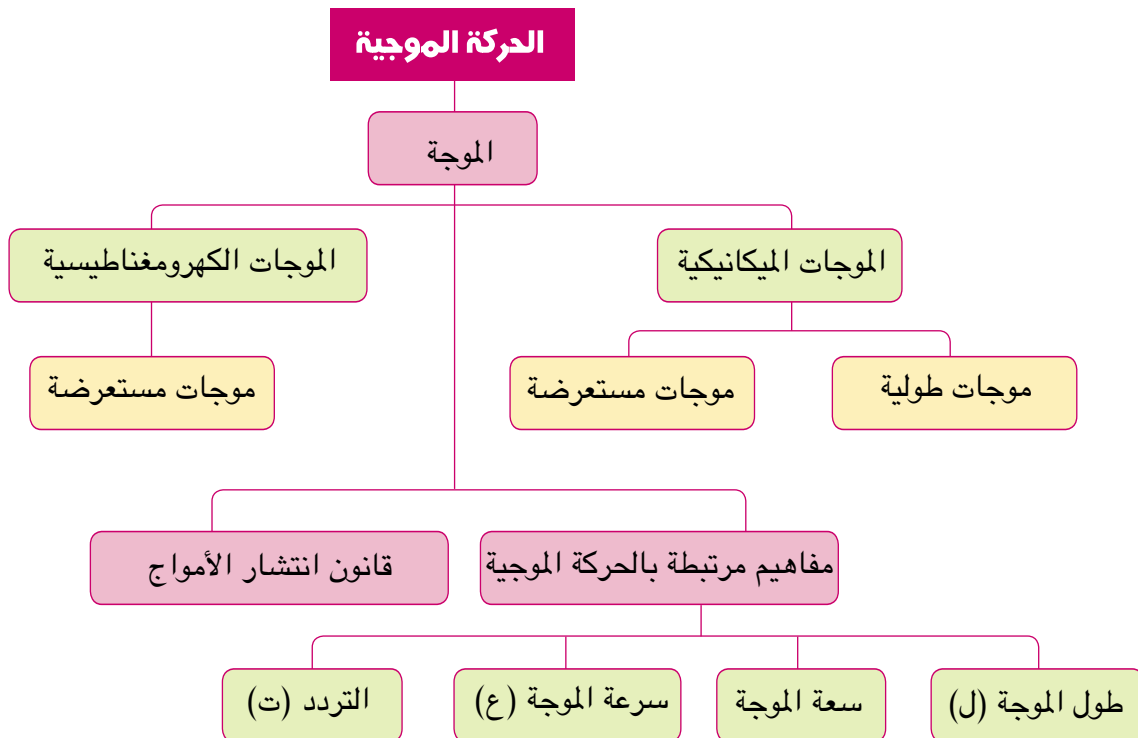 الحركة الموجية
الموجة
الموجات الميكانيكية
الموجات الكهرومغناطيسية
موجات طولية
موجات مستعرضة
موجات مستعرضة
مفاهيم مرتبطة بالحركة الموجية
قانون انتشار الأمواج
طول الموجة (ل)
سعة الموجة
سرعة الموجة (ع)
التردد (ت)